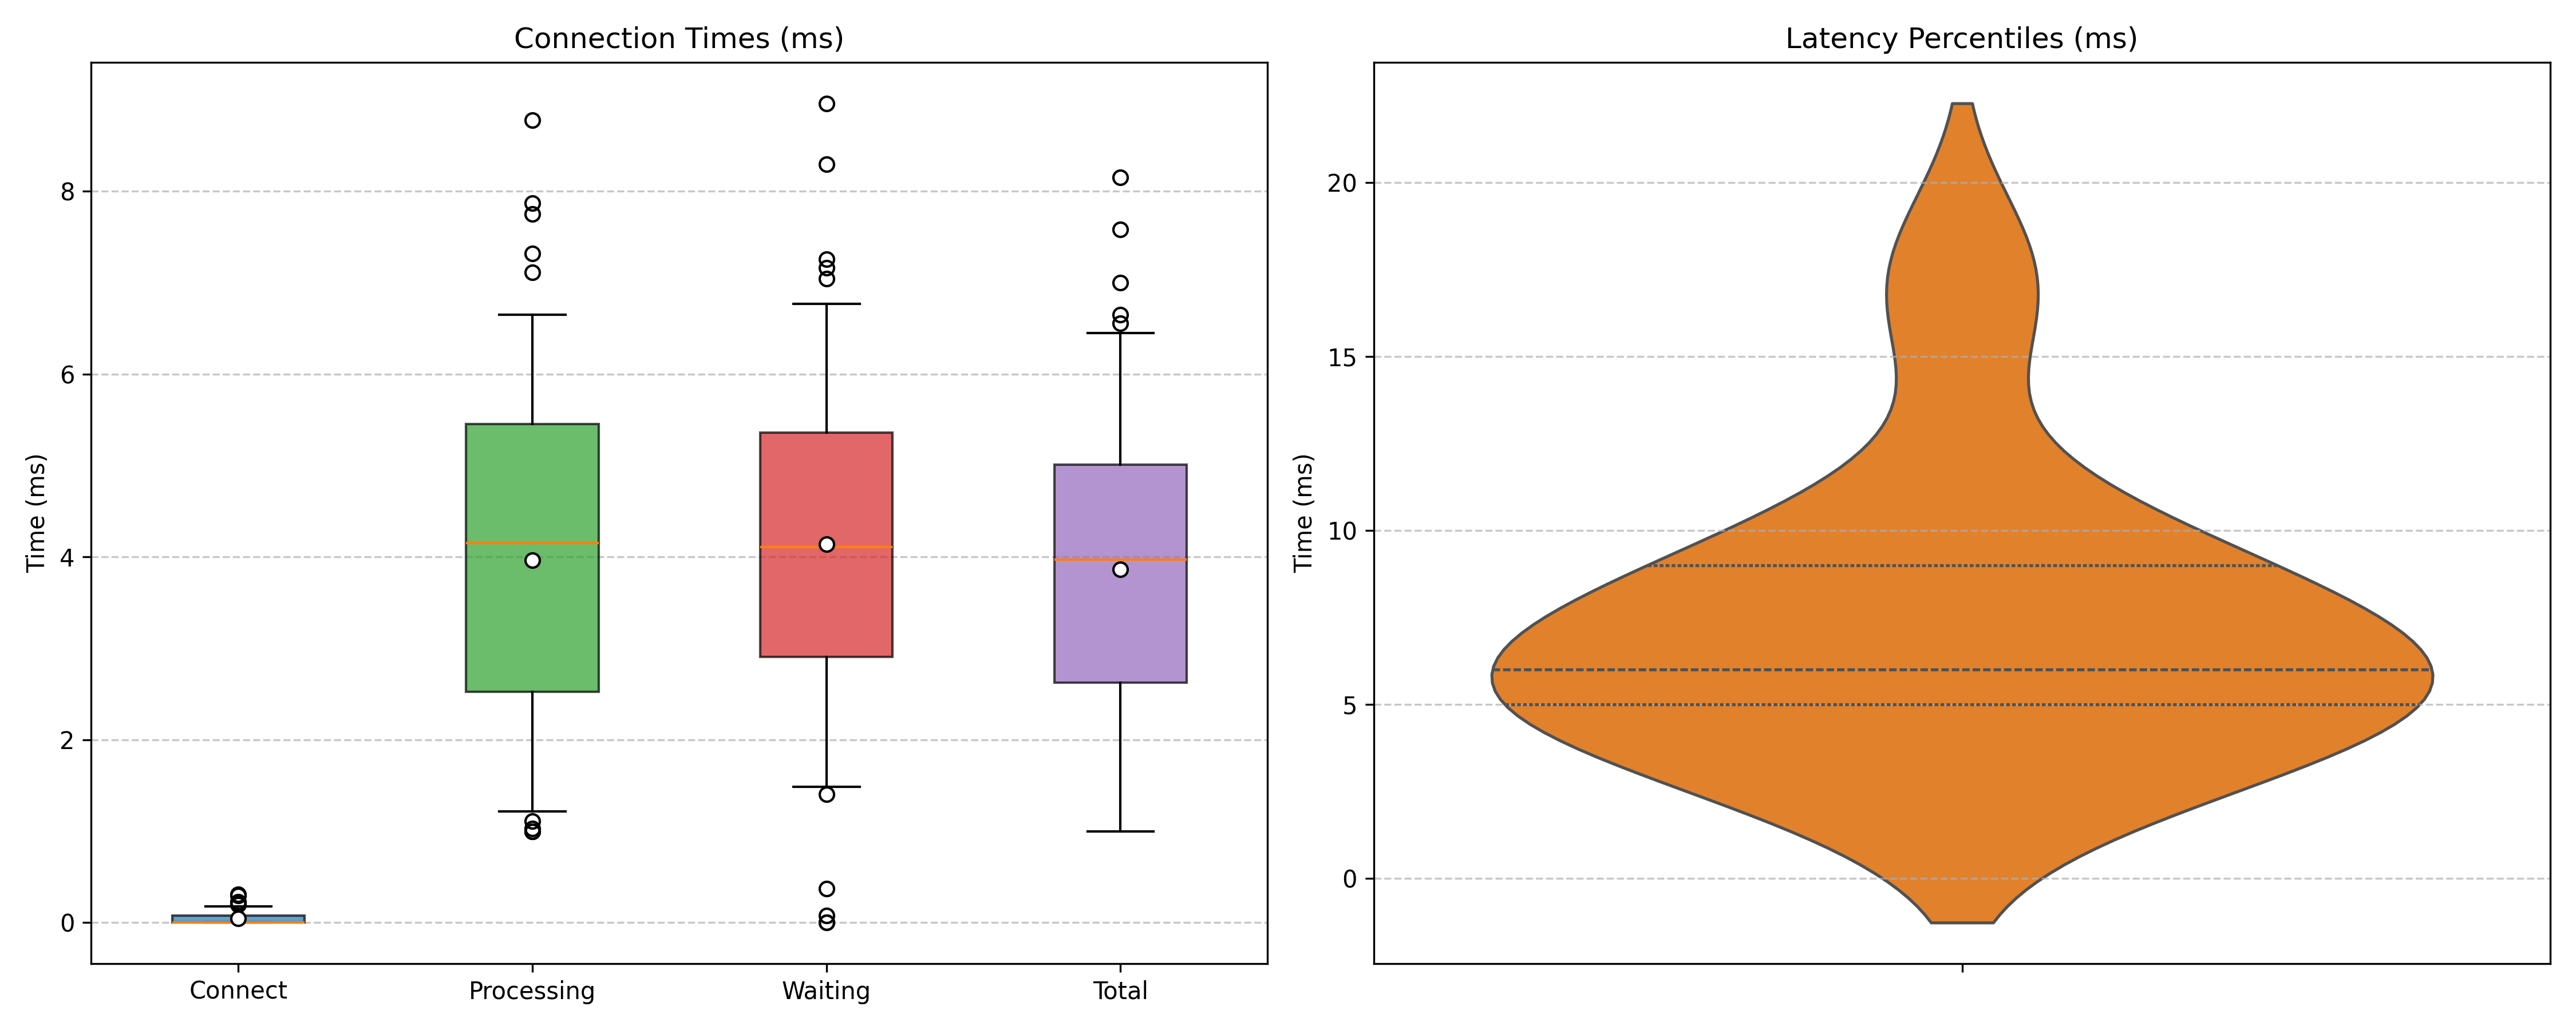 Connection Times (ms)
Time (ms)
8
6
4
2
0
Connect
Processing
Waiting
Total
Latency Percentiles (ms)
Time (ms)
20
15
10
5
0